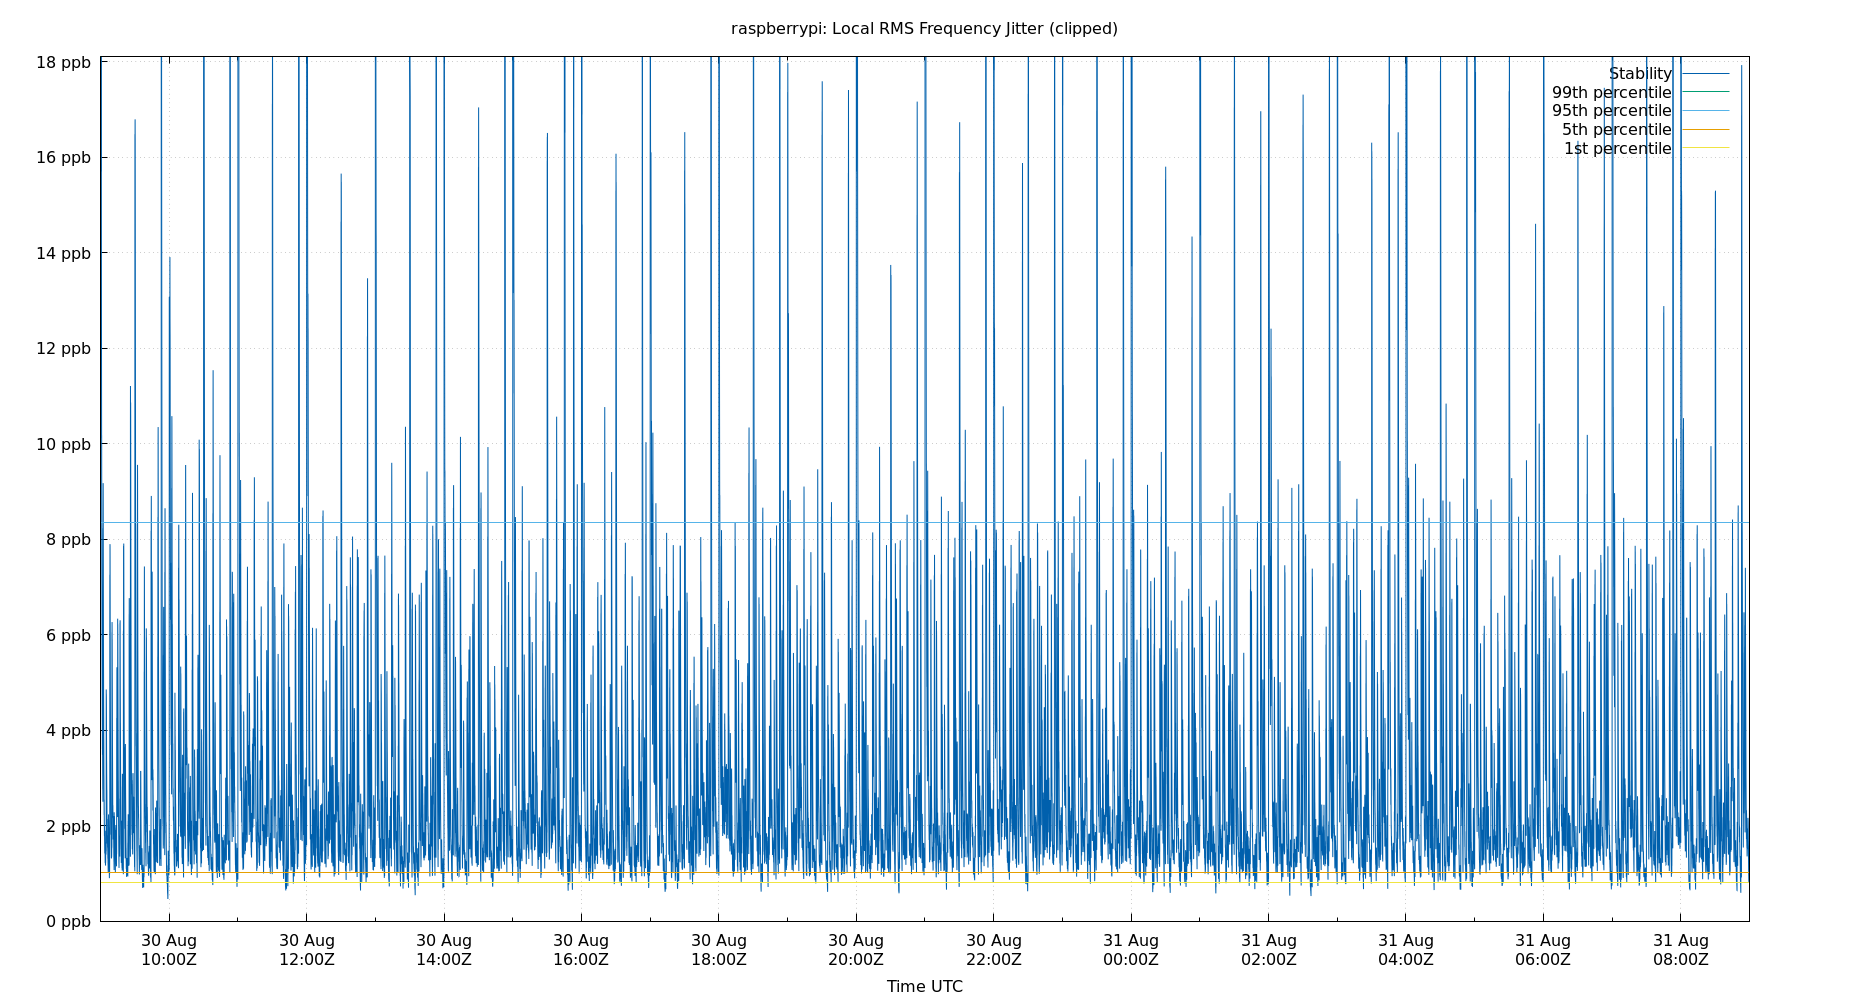 raspberrypi: Local RMS Frequency Jitter (clipped)
18 ppb
16 ppb
14 ppb
12 ppb
10 ppb
8 ppb
6 ppb
4 ppb
2 ppb
0 ppb
Stability
99th percentile
95th percentile
5th percentile
1st percentile
30 Aug 30 Aug 30 Aug 30 Aug 30 Aug 30 Aug 30 Aug 31 Aug 31 Aug 31 Aug 31 Aug 31 Aug
10:00Z 12:00Z 14:00Z 16:00Z 18:00Z 20:00Z 22:00Z 00:00Z 02:00Z 04:00Z 06:00Z 08:00Z
Time UTC